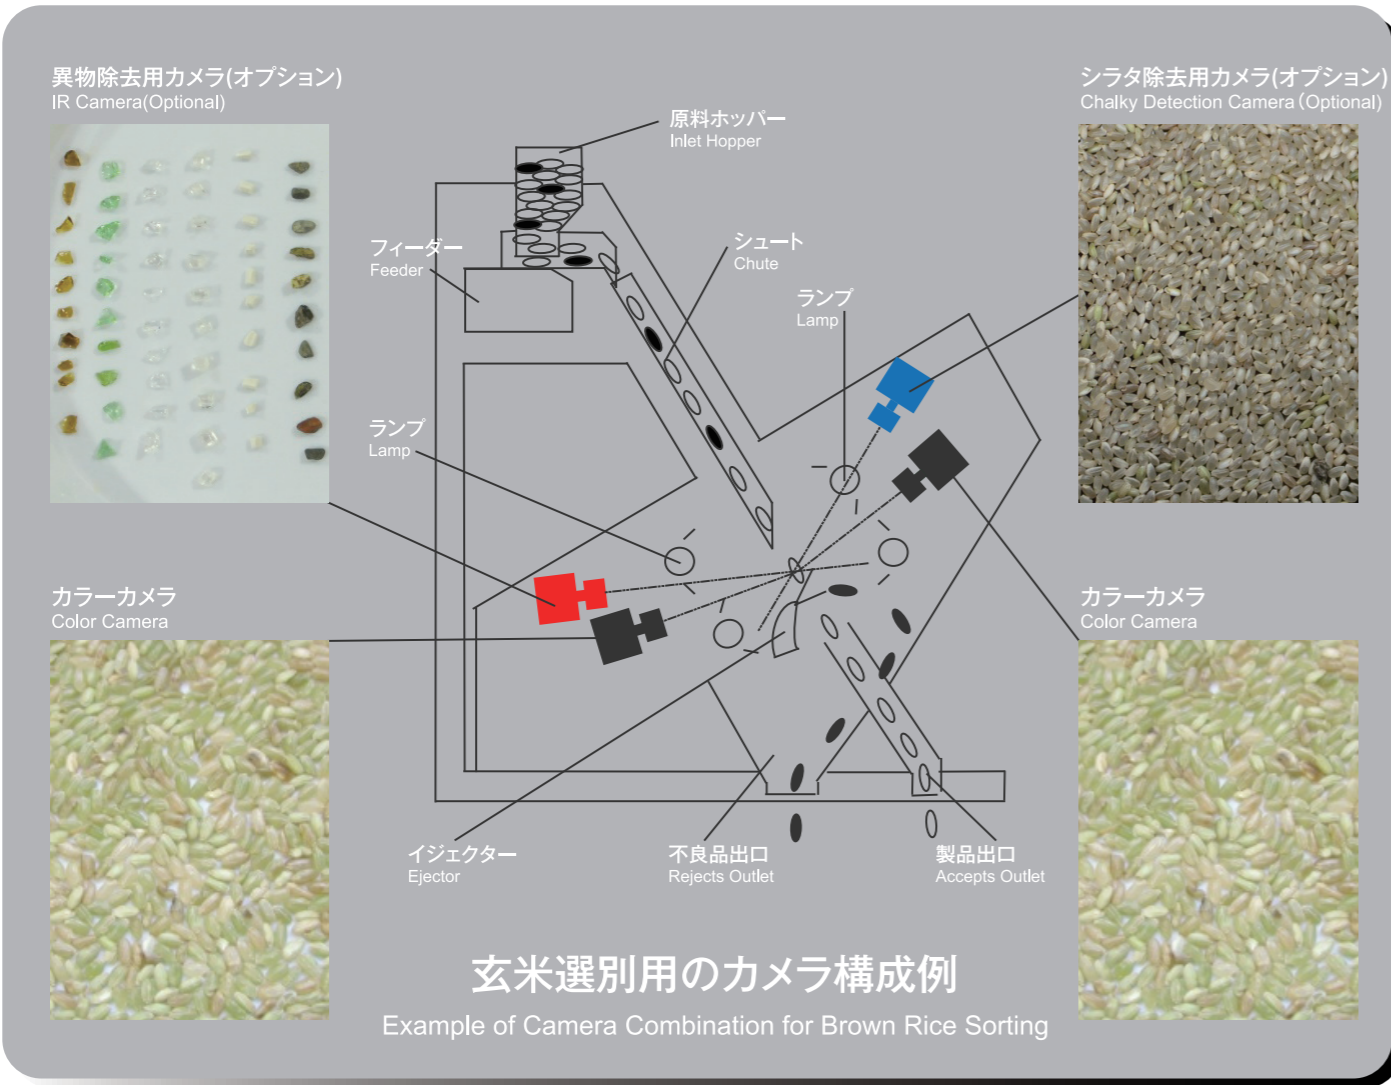 異物除去用カメラ(オプション)
IR Camera(Optional)
シラタ除去用カメラ(オプション)
Chalky Detection Camera(Optional)
原料ホッパー
Inlet Hopper
フィーダー
Feeder
シュート
Chute
ランプ
Lamp
ランプ
Lamp
カラーカメラ
Color Camera
カラーカメラ
Color Camera
イジェクター
Ejector
不良品出口
Rejects Outlet
製品出口
Accepts Outlet
玄米選別用のカメラ構成例
Example of Camera Combination for Brown Rice Sorting